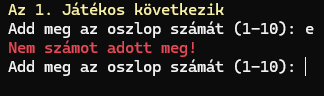 Az 1. Játékos következik
Add meg az oszlop számát (1-10): e
Nem számot adott meg!
Add meg az oszlop számát (1-10):